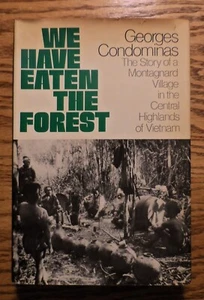 WE
HAVE
EATEN
THE
FOREST
Georges
Condominas
The Story of a
Montagnard
Village
in the
Central
Highlands
of Vietnam